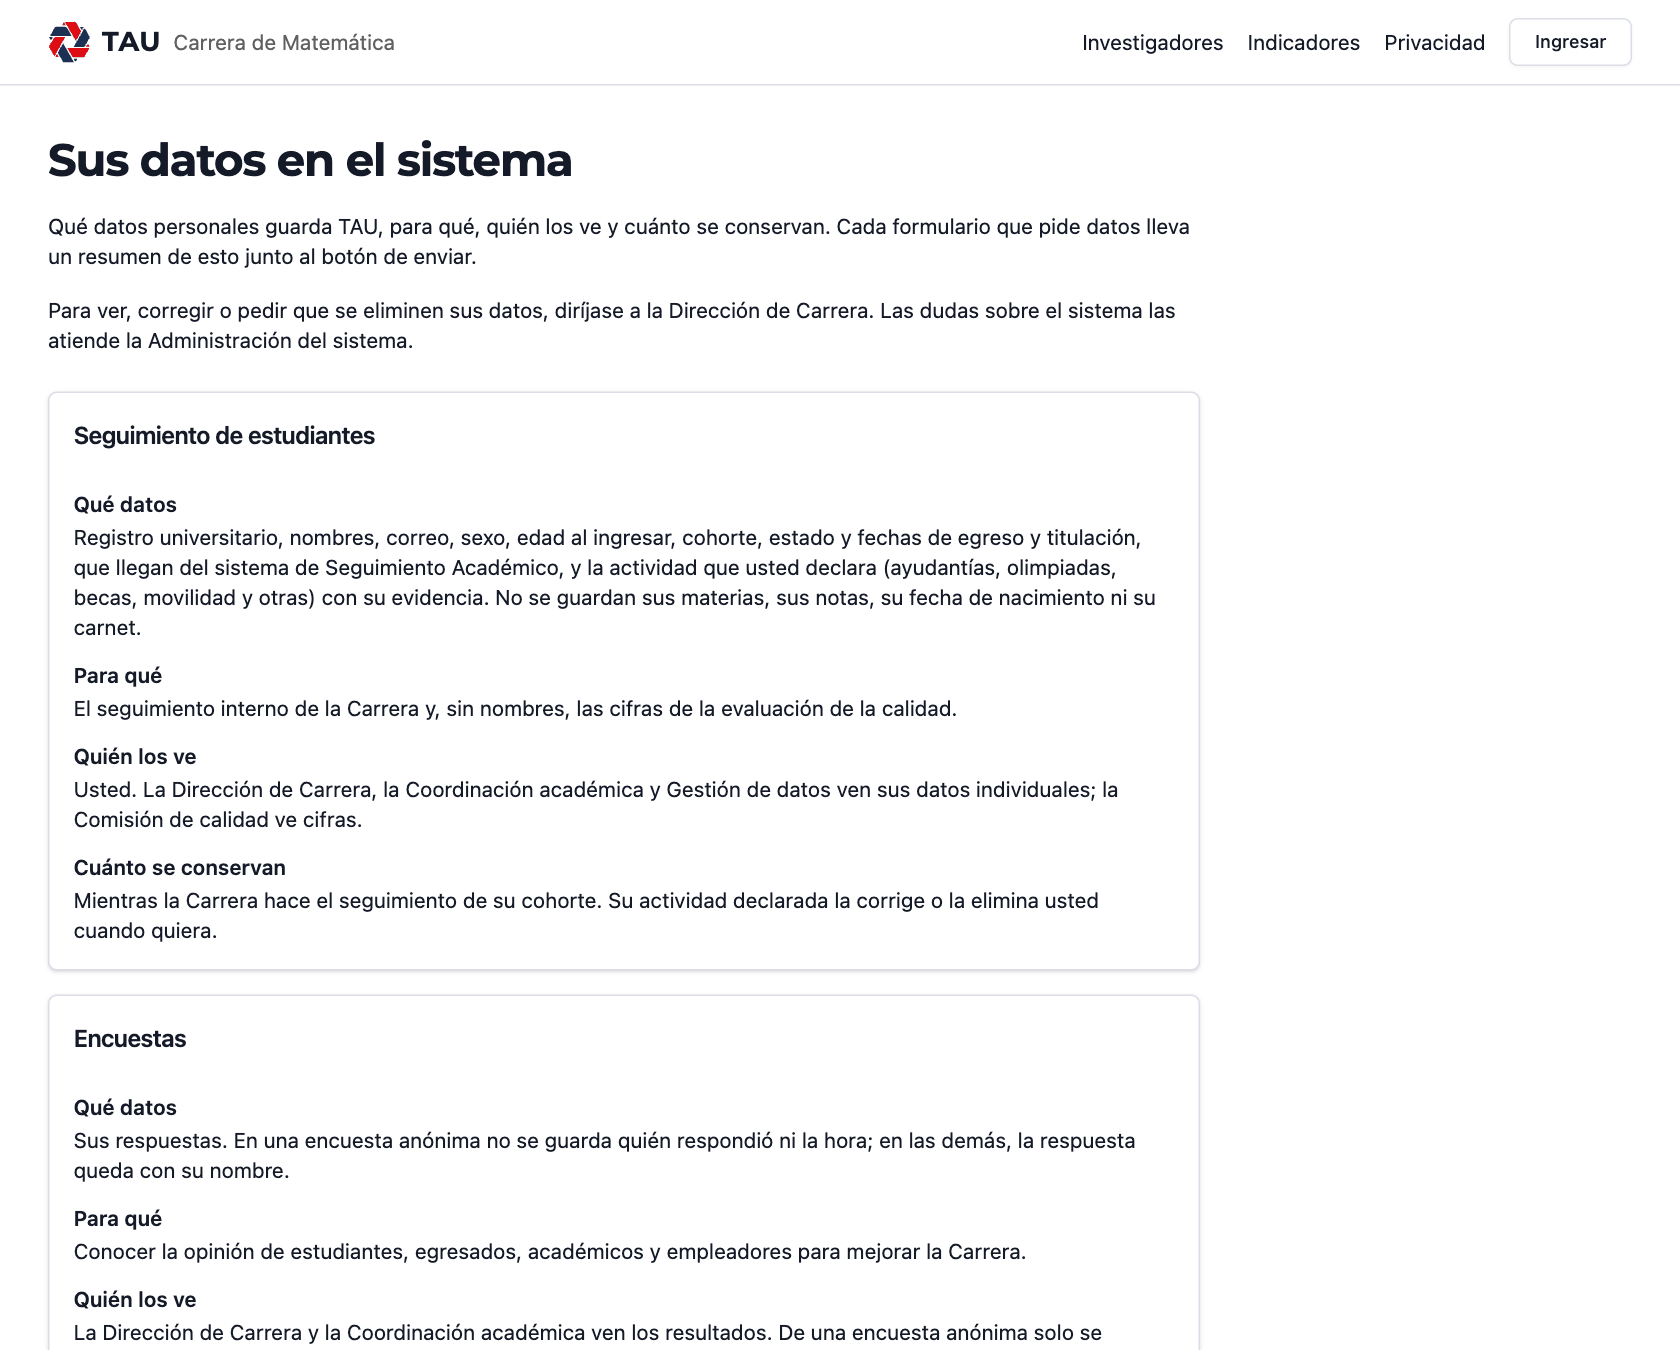 TAU Carrera de Matemática
Investigadores Indicadores Privacidad Ingresar
Sus datos en el sistema
Qué datos personales guarda TAU, para qué, quién los ve y cuánto se conservan. Cada formulario que pide datos lleva
un resumen de esto junto al botón de enviar.
Para ver, corregir o pedir que se eliminen sus datos, diríjase a la Dirección de Carrera. Las dudas sobre el sistema las
atiende la Administración del sistema.
Seguimiento de estudiantes
Qué datos
Registro universitario, nombres, correo, sexo, edad al ingresar, cohorte, estado y fechas de egreso y titulación,
que llegan del sistema de Seguimiento Académico, y la actividad que usted declara (ayudantías, olimpiadas,
becas, movilidad y otras) con su evidencia. No se guardan sus materias, sus notas, su fecha de nacimiento ni su
carnet.
Para qué
El seguimiento interno de la Carrera y, sin nombres, las cifras de la evaluación de la calidad.
Quién los ve
Usted. La Dirección de Carrera, la Coordinación académica y Gestión de datos ven sus datos individuales; la
Comisión de calidad ve cifras.
Cuánto se conservan
Mientras la Carrera hace el seguimiento de su cohorte. Su actividad declarada la corrige o la elimina usted
cuando quiera.
Encuestas
Qué datos
Sus respuestas. En una encuesta anónima no se guarda quién respondió ni la hora; en las demás, la respuesta
queda con su nombre.
Para qué
Conocer la opinión de estudiantes, egresados, académicos y empleadores para mejorar la Carrera.
Quién los ve
La Dirección de Carrera y la Coordinación académica ven los resultados. De una encuesta anónima solo se